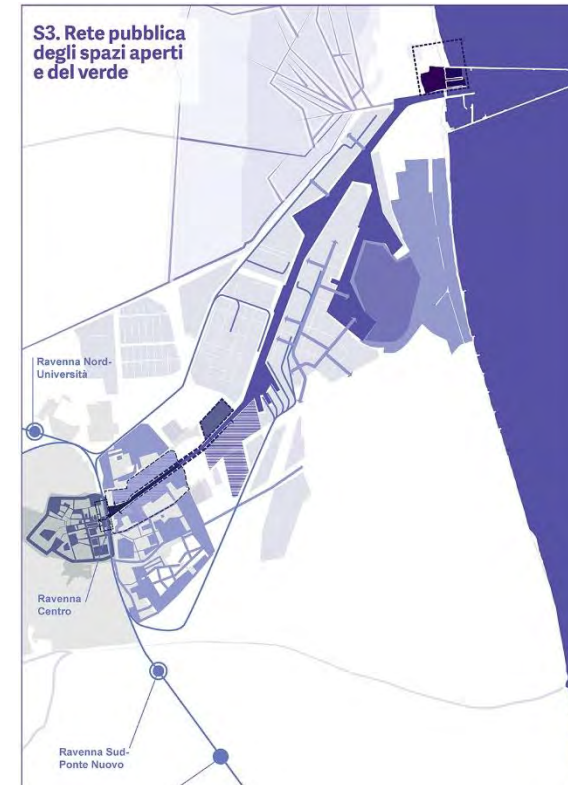 S3. Rete pubblica
degli spazi aperti
e del verde
Ravenna Nord-
Università
Ravenna
Centro
Ravenna Sud-
Ponte Nuovo